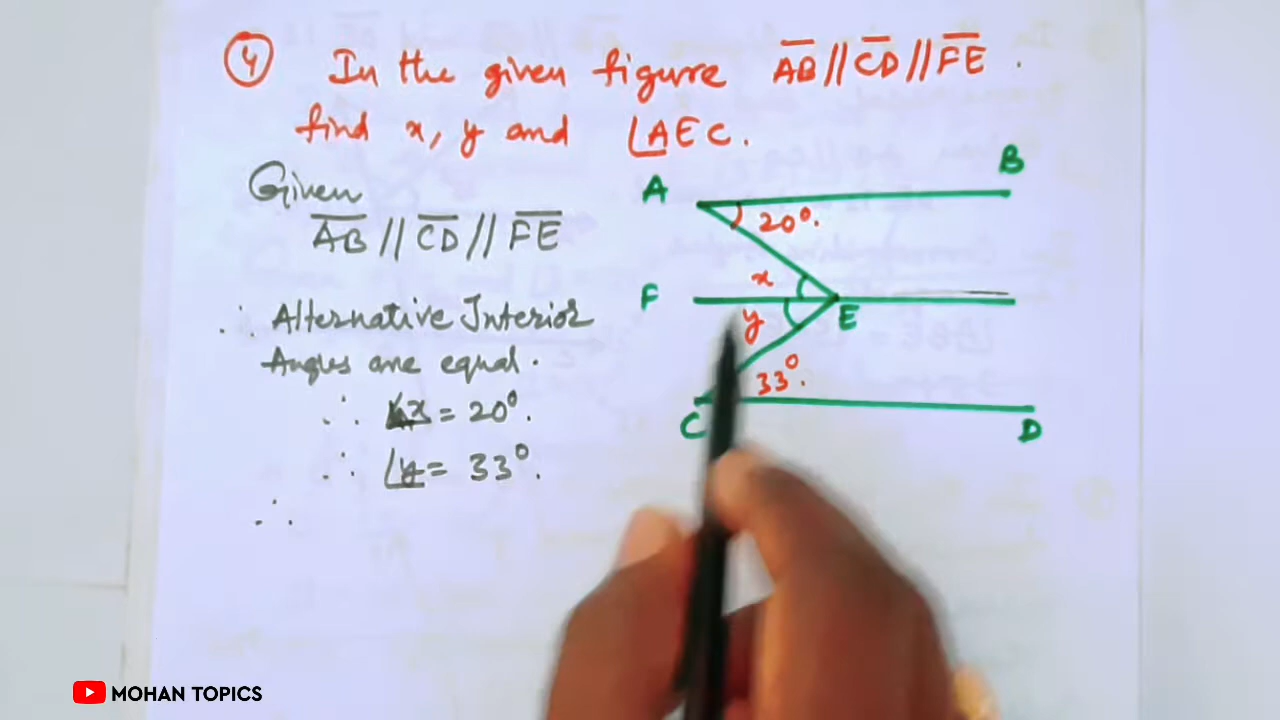 4 In the given figure AB // CD // FE .
find x, y and ∠AEC.
Given
AB // CD // FE
∴ Alternative Interior
Angles are equal.
∴ ∠x = 20°.
∴ ∠y = 33°.
∴
A
B
20°.
x
F
y
E
33°.
C
D
MOHAN TOPICS